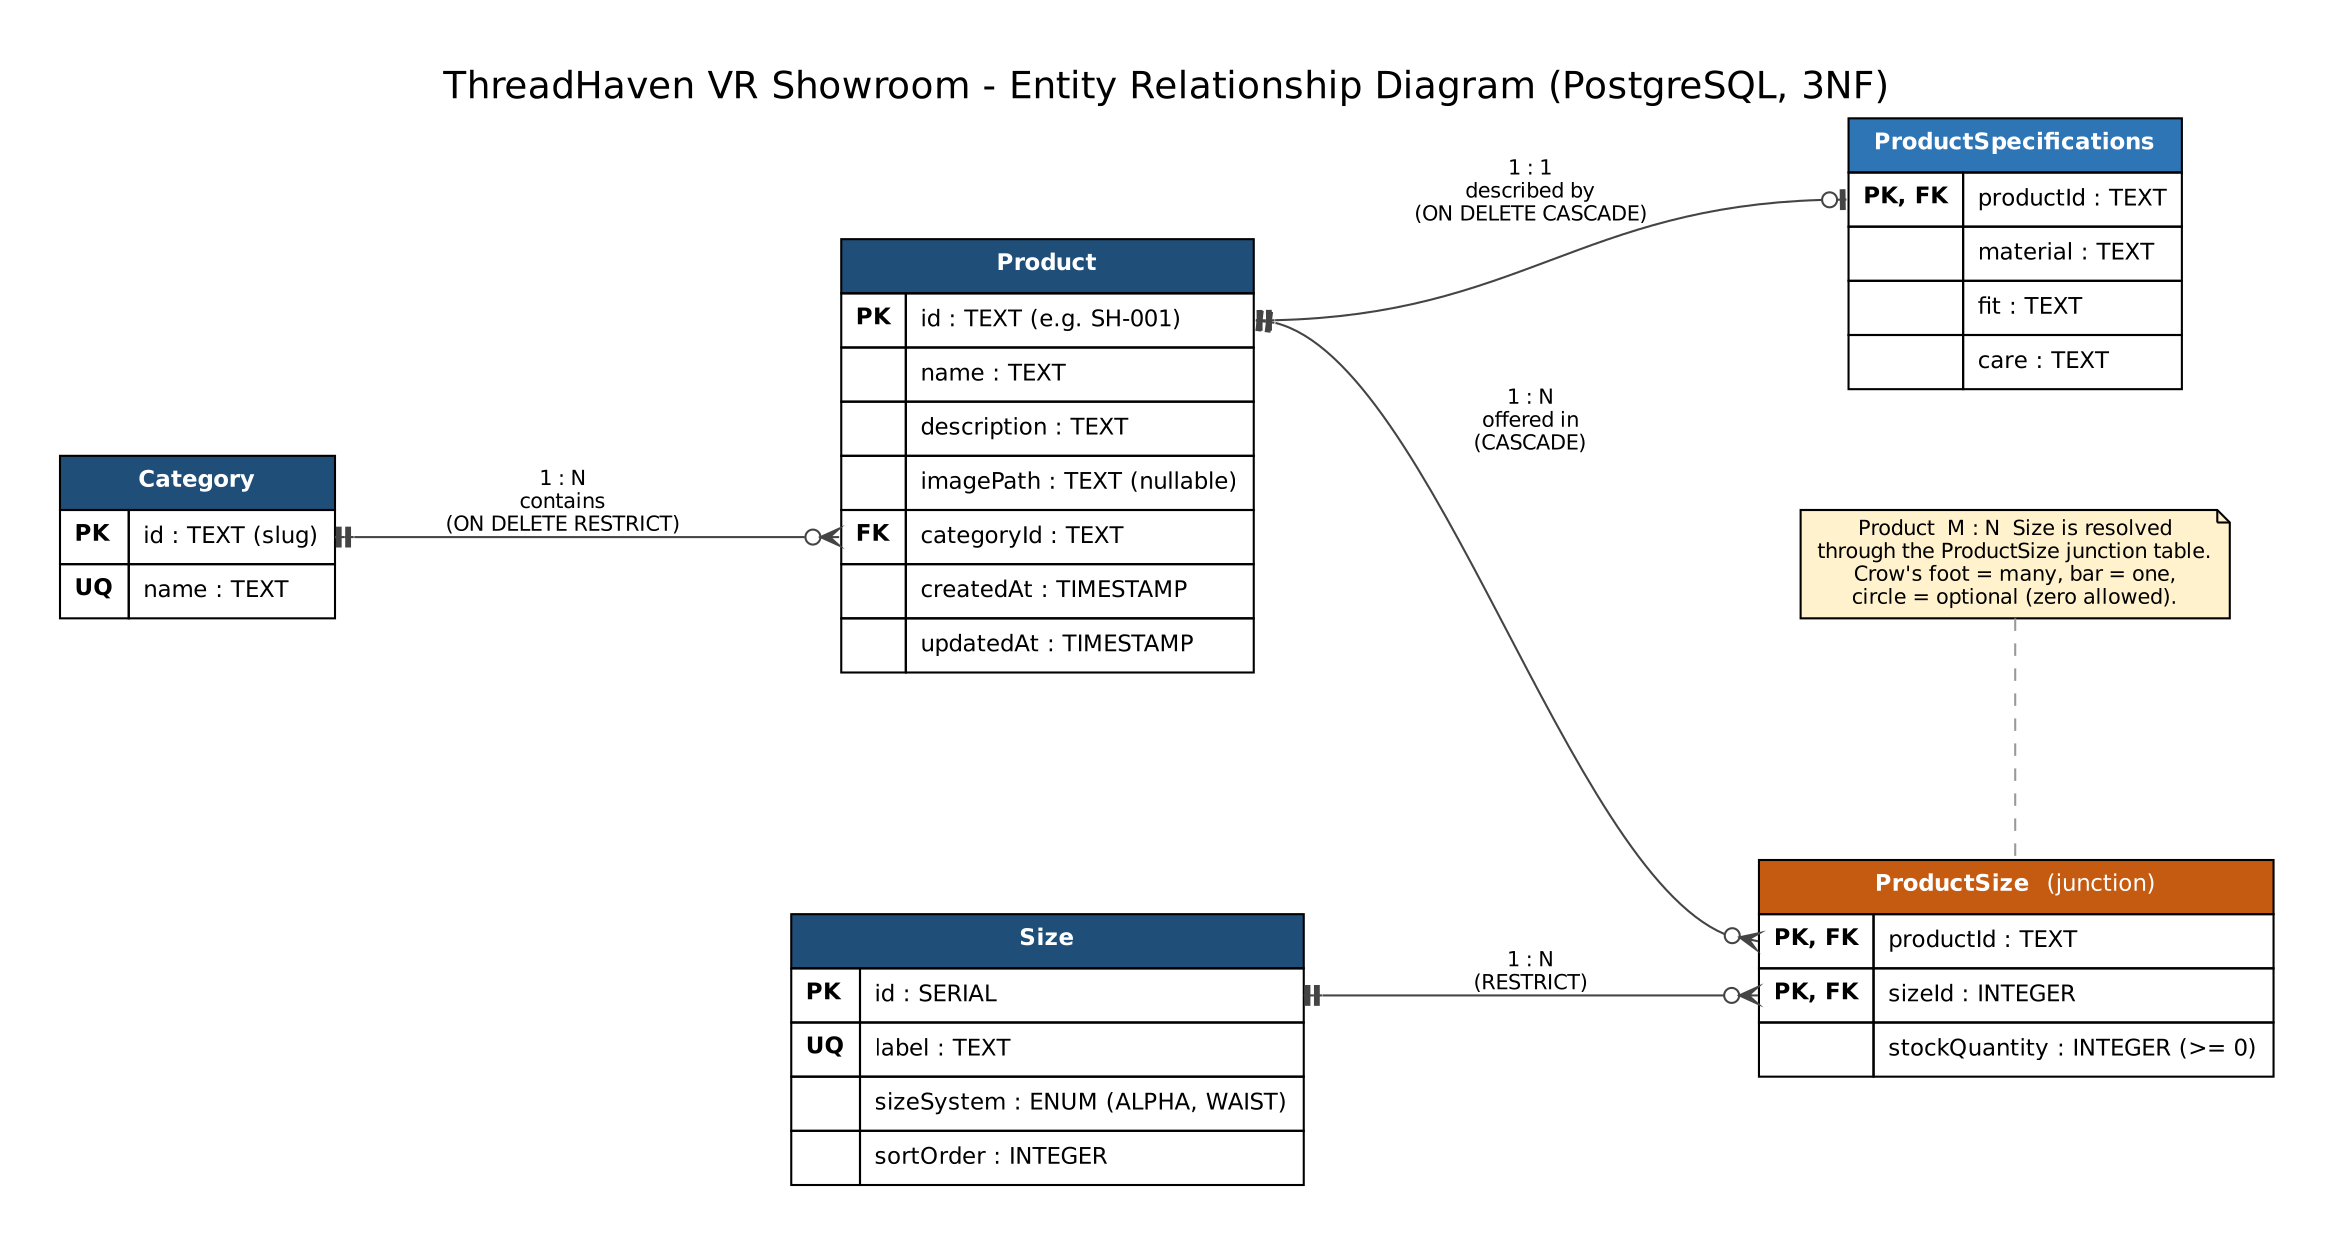 ThreadHaven VR Showroom - Entity Relationship Diagram (PostgreSQL, 3NF)
Category
PK id : TEXT (slug)
UQ name : TEXT
1 : N
contains
(ON DELETE RESTRICT)
Product
PK id : TEXT (e.g. SH-001)
name : TEXT
description : TEXT
imagePath : TEXT (nullable)
FK categoryId : TEXT
createdAt : TIMESTAMP
updatedAt : TIMESTAMP
1 : 1
described by
(ON DELETE CASCADE)
ProductSpecifications
PK, FK productId : TEXT
material : TEXT
fit : TEXT
care : TEXT
1 : N
offered in
(CASCADE)
Product M : N Size is resolved
through the ProductSize junction table.
Crow's foot = many, bar = one,
circle = optional (zero allowed).
Size
PK id : SERIAL
UQ label : TEXT
sizeSystem : ENUM (ALPHA, WAIST)
sortOrder : INTEGER
1 : N
(RESTRICT)
ProductSize (junction)
PK, FK productId : TEXT
PK, FK sizeId : INTEGER
stockQuantity : INTEGER (>= 0)